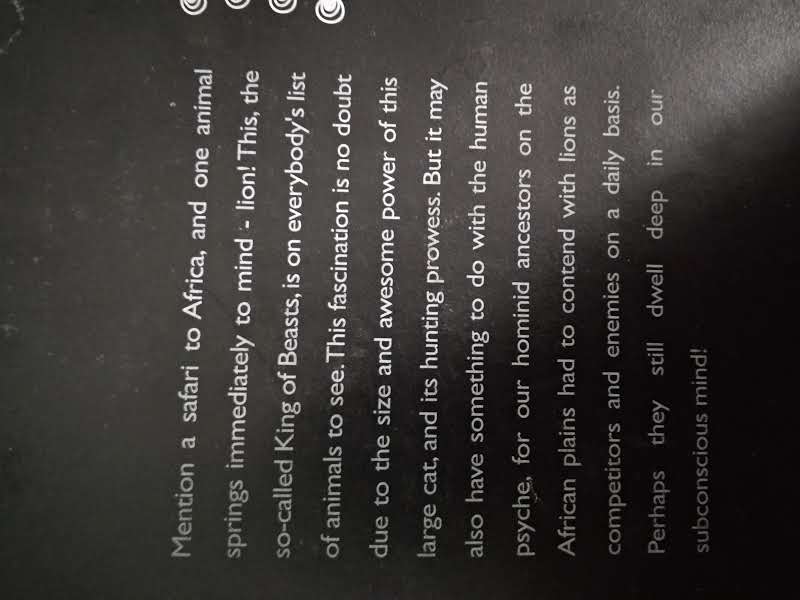 Mention a safari to Africa, and one animal
springs immediately to mind - lion! This, the
so-called King of Beasts, is on everybody's list
of animals to see. This fascination is no doubt
due to the size and awesome power of this
large cat, and its hunting prowess. But it may
also have something to do with the human
psyche, for our hominid ancestors on the
African plains had to contend with lions as
competitors and enemies on a daily basis.
Perhaps they still dwell deep in our
subconscious mind!